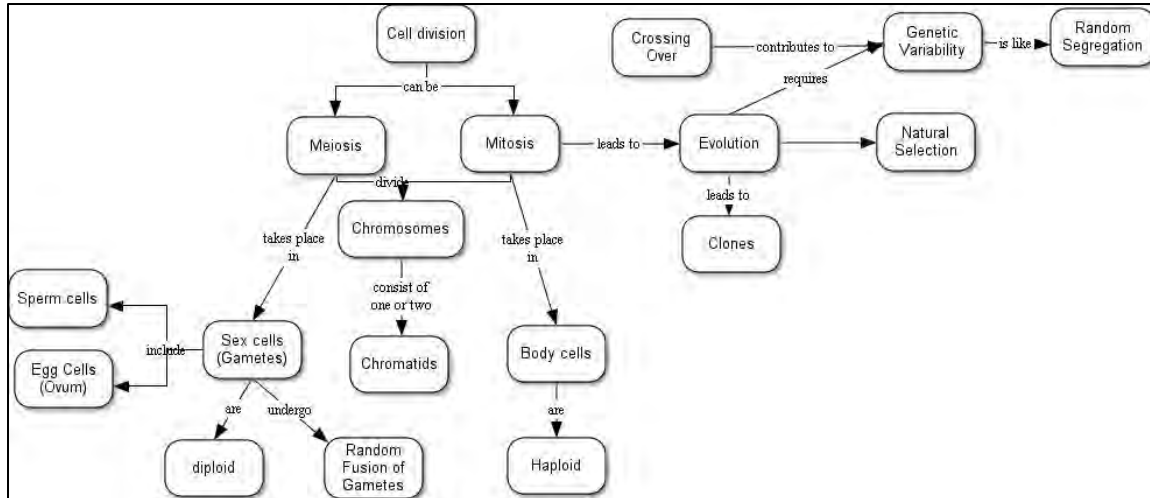 Cell division
Crossing
Over
contributes to
Genetic
Variability
is like
Random
Segregation
can be
requires
Meiosis
Mitosis
leads to
Evolution
Natural
Selection
divide
leads to
Chromosomes
Clones
takes place
in
takes place
in
consist of
one or two
Sperm cells
include
Sex cells
(Gametes)
Chromatids
Body cells
Egg Cells
(Ovum)
are
undergo
are
diploid
Random
Fusion of
Gametes
Haploid